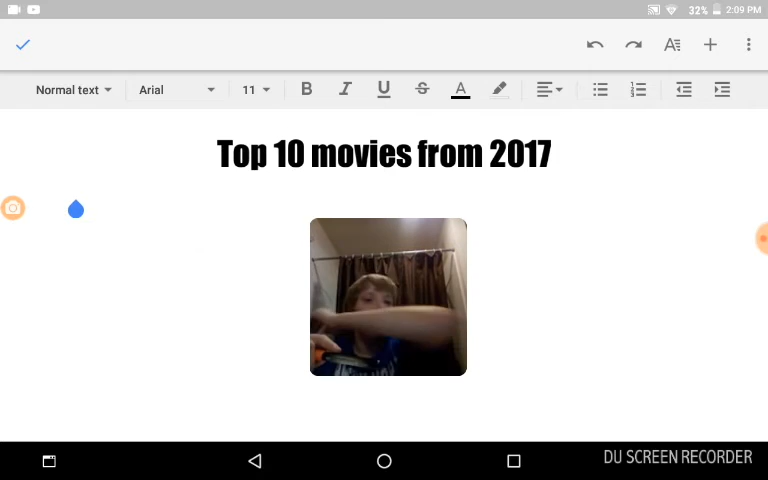 32% 2:09 PM
Normal text Arial 11 B I U S A
Top 10 movies from 2017
DU SCREEN RECORDER